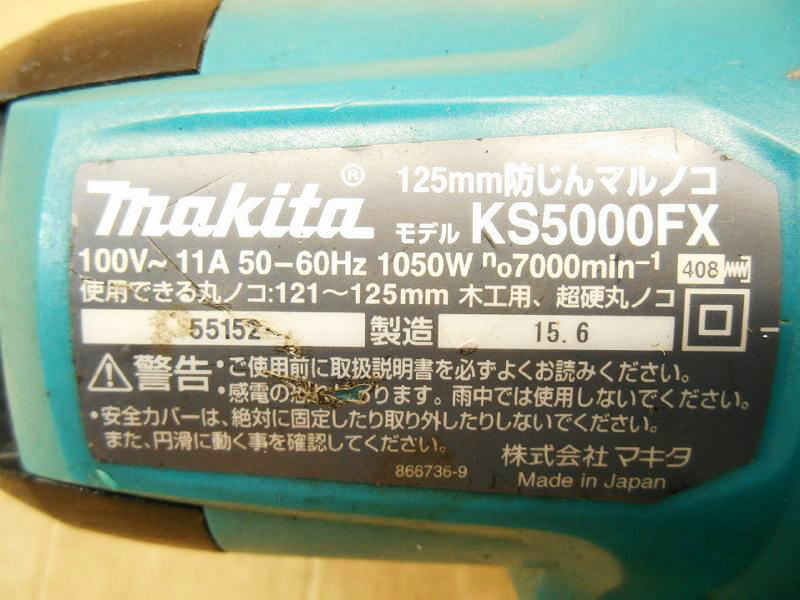 makita®
125mm防じんマルノコ
モデル KS5000FX
100V~ 11A 50-60Hz 1050W n₀7000min⁻¹ 408
使用できる丸ノコ:121~125mm 木工用、超硬丸ノコ
55152 製造 15.6
警告 ・ご使用前に取扱説明書を必ずよくお読みください。
・感電の あります。雨中では使用しないでください。
・安全カバーは、絶対に固定したり取り外したりしないでください。
また、円滑に動く事を確認してください。
866736-9
株式会社 マキタ
Made in Japan